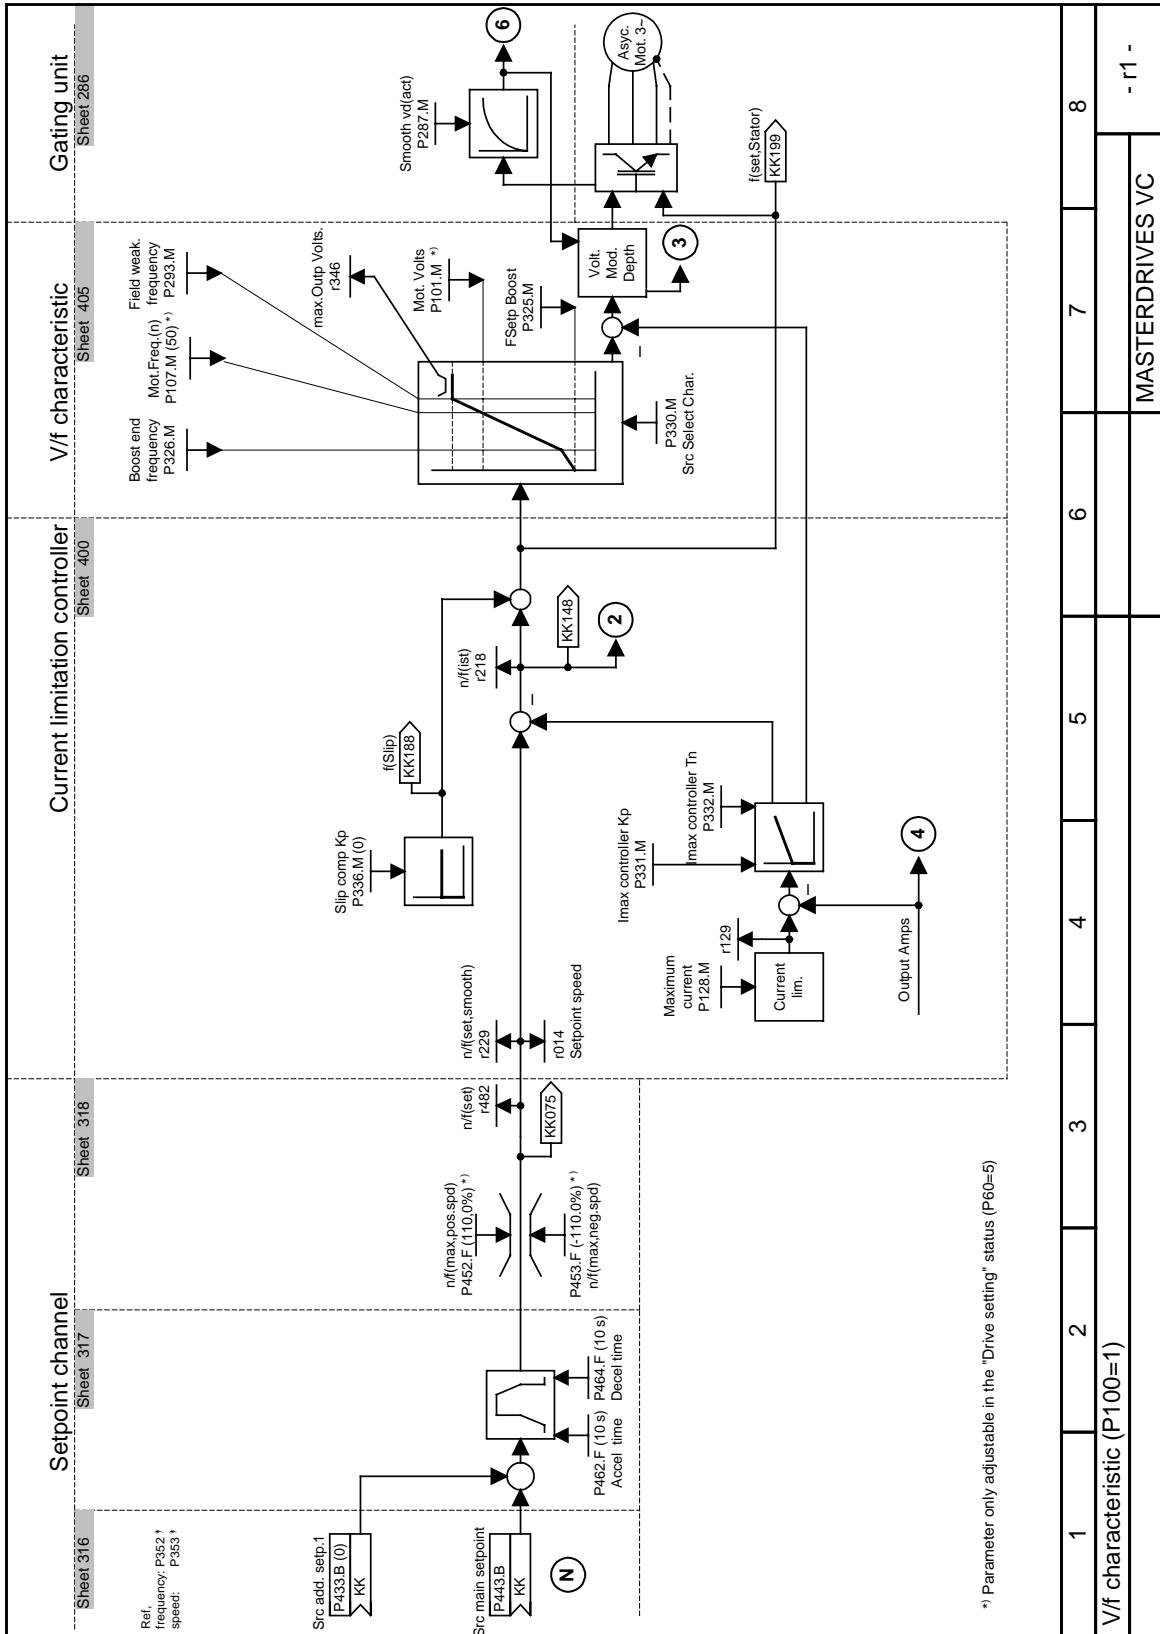 Setpoint channel
Current limitation controller
V/f characteristic
Gating unit
Sheet 316
Sheet 317
Sheet 318
Sheet 400
Sheet 405
Sheet 286
Ref,
frequency: P352 *)
speed: P353 *)
Src add. setp.1
P433.B (0)
KK
Src main setpoint
P443.B
KK
N
P462.F (10 s)
Accel time
P464.F (10 s)
Decel time
n/f(max,pos.spd)
P452.F (110,0%) *)
P453.F (-110.0%) *)
n/f(max,neg.spd)
KK075
n/f(set)
r482
n/f(set,smooth)
r229
r014
Setpoint speed
Slip comp Kp
P336.M (0)
f(Slip)
KK188
n/f(ist)
r218
KK148
2
Maximum
current
P128.M
Current
lim.
r129
Output Amps
4
Imax controller Kp
P331.M
Imax controller Tn
P332.M
Boost end
frequency
P326.M
Mot.Freq.(n)
P107.M (50) *)
Field weak.
frequency
P293.M
max.Outp Volts.
r346
Mot. Volts
P101.M *)
FSetp Boost
P325.M
P330.M
Src Select Char.
Volt.
Mod.
Depth
3
Smooth vd(act)
P287.M
6
Asyc.
Mot. 3~
f(set,Stator)
KK199
*) Parameter only adjustable in the "Drive setting" status (P60=5)
1 2 3 4 5 6 7 8
V/f characteristic (P100=1)
MASTERDRIVES VC
- r1 -